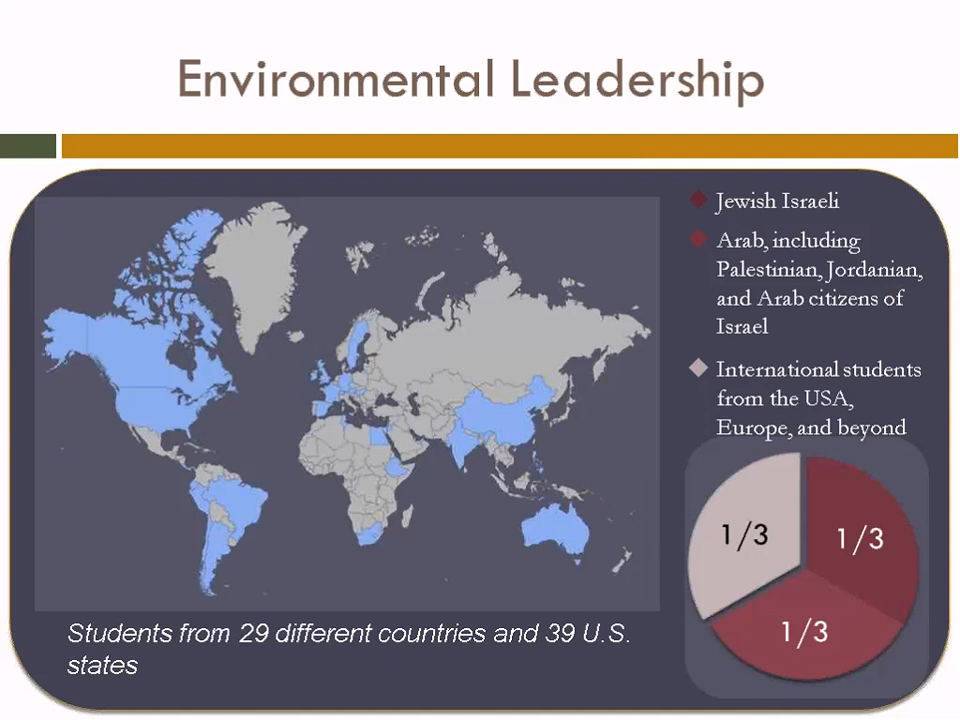 Environmental Leadership
Jewish Israeli
Arab, including
Palestinian, Jordanian,
and Arab citizens of
Israel
International students
from the USA,
Europe, and beyond
1/3
1/3
1/3
Students from 29 different countries and 39 U.S.
states